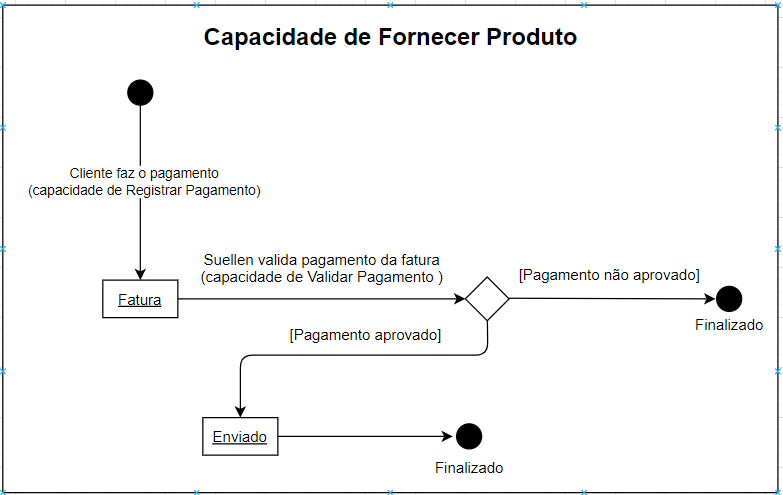 Capacidade de Fornecer Produto
Cliente faz o pagamento
(capacidade de Registrar Pagamento)
Suellen valida pagamento da fatura
(capacidade de Validar Pagamento )
[Pagamento não aprovado]
Fatura
Finalizado
[Pagamento aprovado]
Enviado
Finalizado